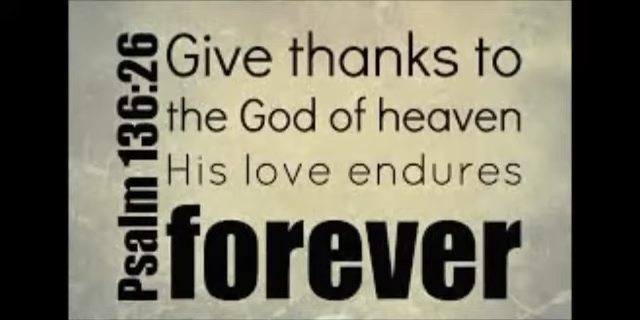 Psalm 136:26
Give thanks to
the God of heaven
His love endures
forever